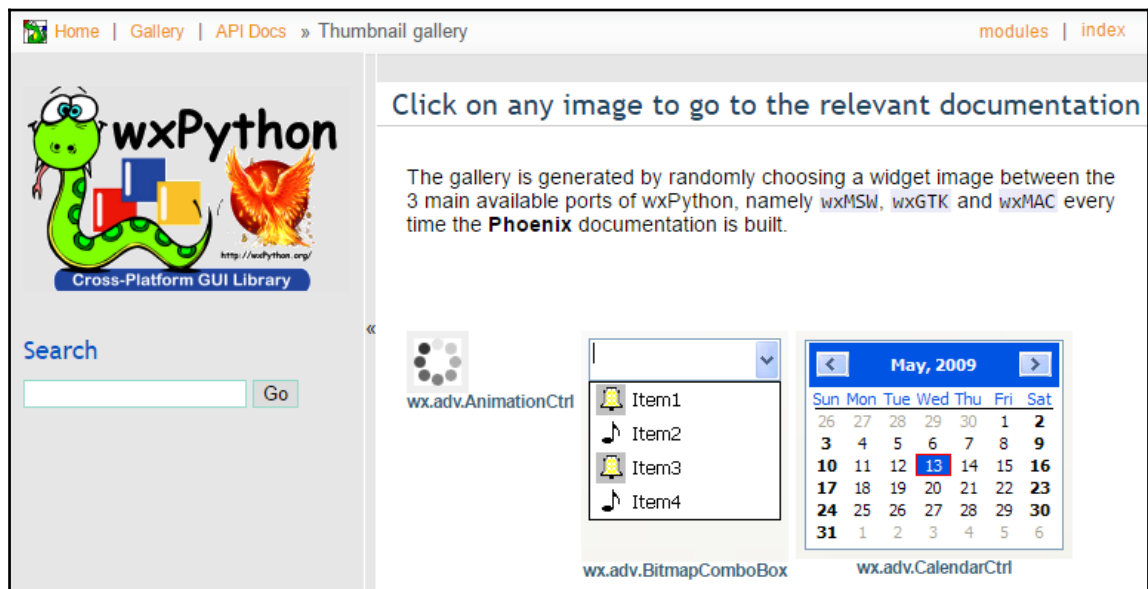 Home | Gallery | API Docs » Thumbnail gallery
modules | index
wxPython
http://wxPython.org/
Cross-Platform GUI Library
Search
Go
«
Click on any image to go to the relevant documentation
The gallery is generated by randomly choosing a widget image between the
3 main available ports of wxPython, namely wxMSW, wxGTK and wxMAC every
time the Phoenix documentation is built.
wx.adv.AnimationCtrl
Item1
Item2
Item3
Item4
wx.adv.BitmapComboBox
< May, 2009 >
Sun Mon Tue Wed Thu Fri Sat
26 27 28 29 30 1 2
3 4 5 6 7 8 9
10 11 12 13 14 15 16
17 18 19 20 21 22 23
24 25 26 27 28 29 30
31 1 2 3 4 5 6
wx.adv.CalendarCtrl